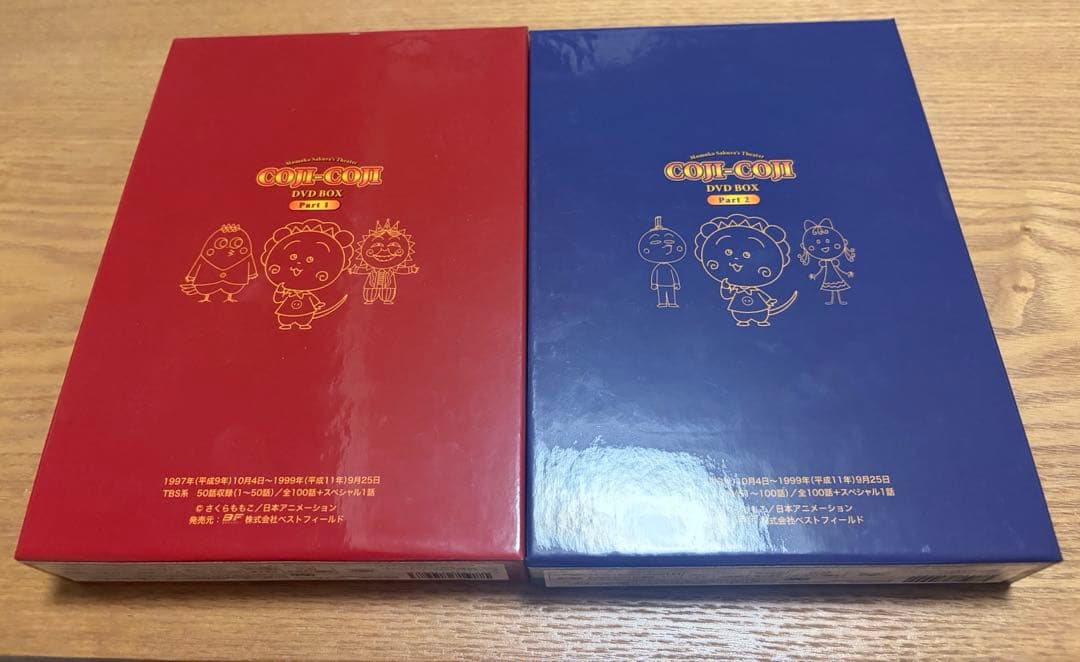 Momoko Sakura's Theater
COJI-COJI
DVD BOX
Part 1
1997年(平成9年)10月4日～1999年(平成11年)9月25日
TBS系 50話収録(1～50話)／全100話+スペシャル1話
© さくらももこ／日本アニメーション
発売元： BF 株式会社ベストフィールド
Momoko Sakura's Theater
COJI-COJI
DVD BOX
Part 2
)10月4日～1999年(平成11年)9月25日
～100話)／全100話+スペシャル1話
ももこ／日本アニメーション
株式会社ベストフィールド